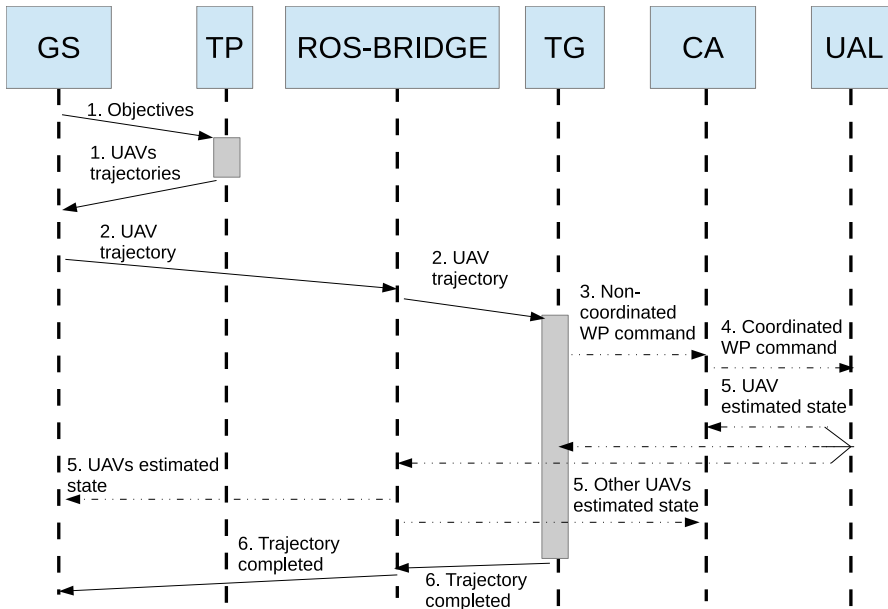 GS
TP
ROS-BRIDGE
TG
CA
UAL
1. Objectives
1. UAVs
trajectories
2. UAV
trajectory
2. UAV
trajectory
3. Non-
coordinated
WP command
4. Coordinated
WP command
5. UAV
estimated state
5. UAVs estimated
state
5. Other UAVs
estimated state
6. Trajectory
completed
6. Trajectory
completed